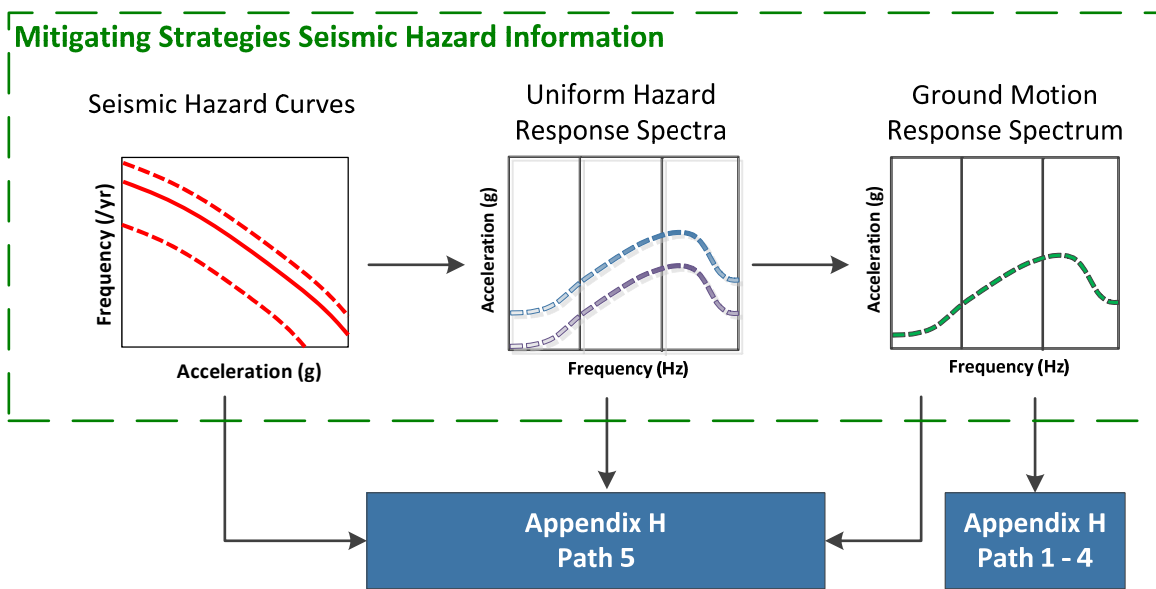 Mitigating Strategies Seismic Hazard Information
Seismic Hazard Curves
Frequency (/yr)
Acceleration (g)
Uniform Hazard
Response Spectra
Acceleration (g)
Frequency (Hz)
Ground Motion
Response Spectrum
Acceleration (g)
Frequency (Hz)
Appendix H
Path 5
Appendix H
Path 1 - 4